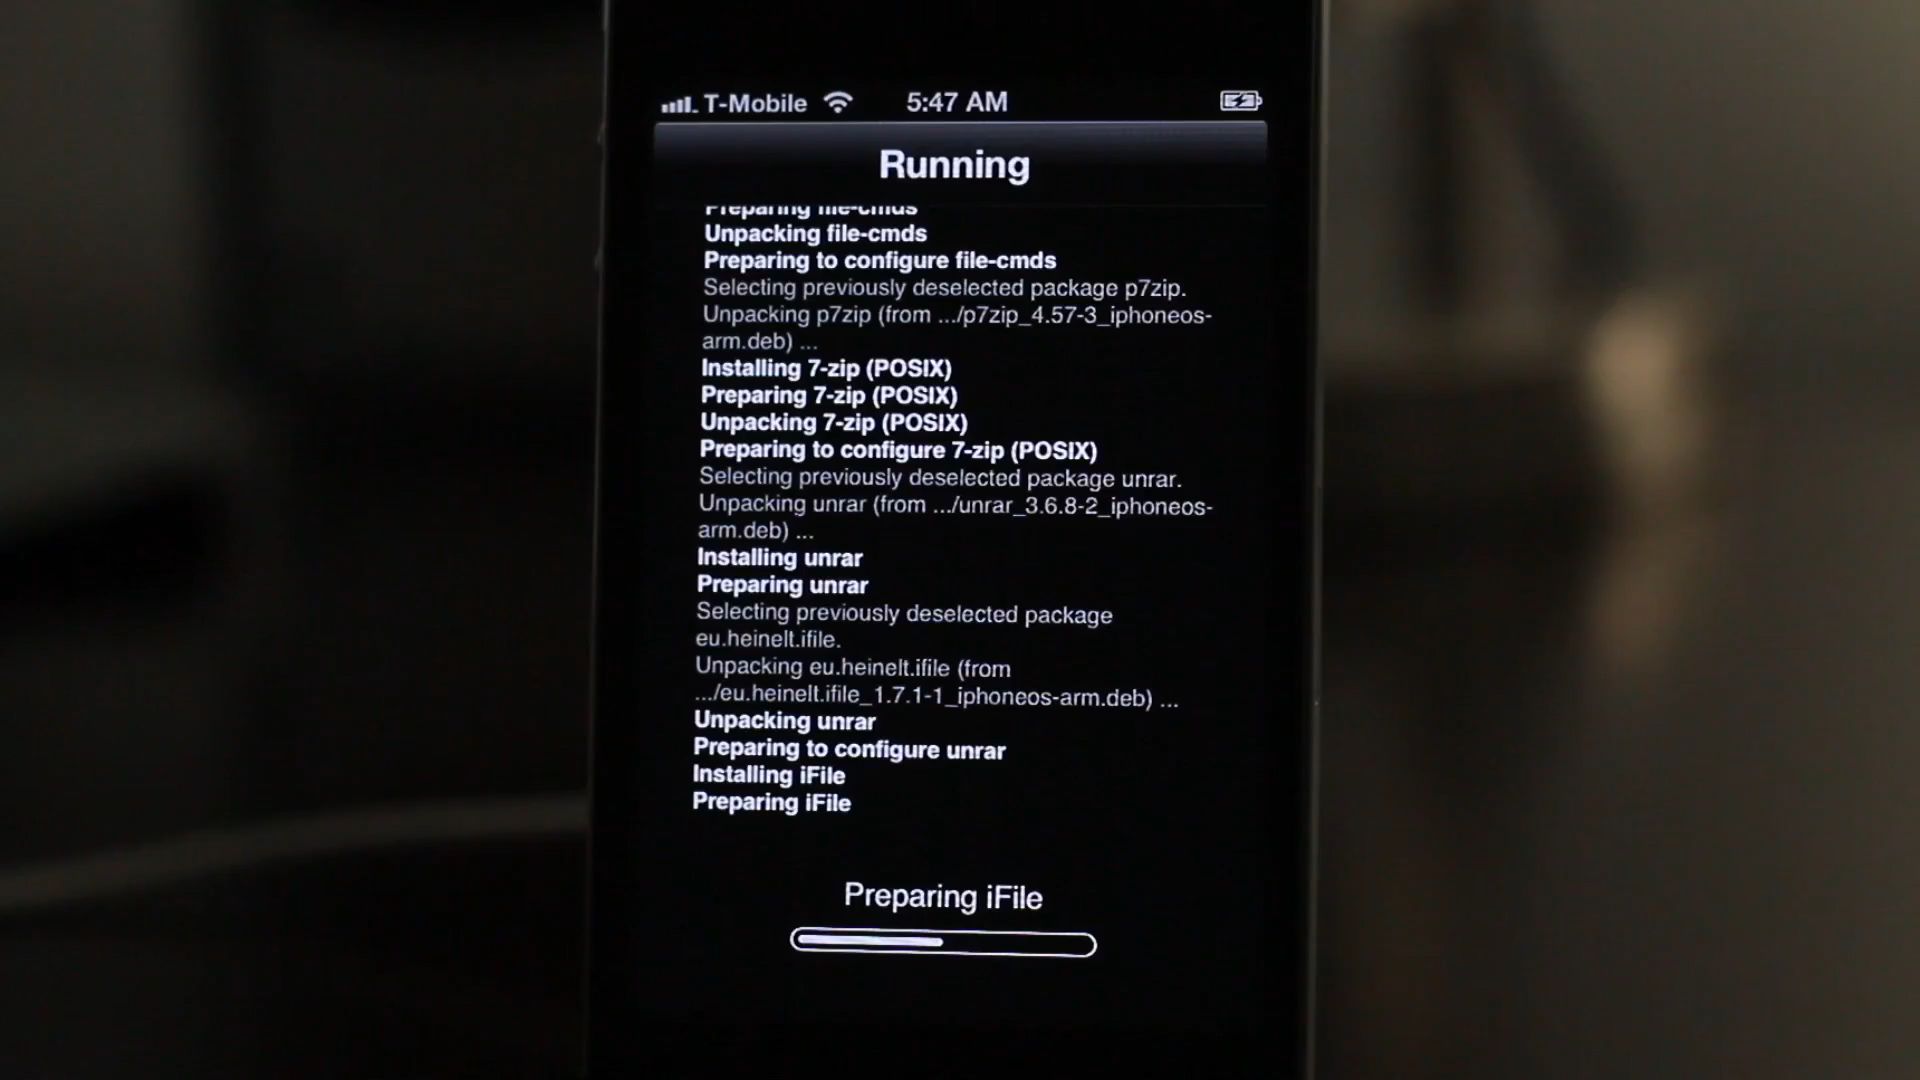 T-Mobile 5:47 AM
Running
Preparing file-cmds
Unpacking file-cmds
Preparing to configure file-cmds
Selecting previously deselected package p7zip.
Unpacking p7zip (from .../p7zip_4.57-3_iphoneos-
arm.deb) ...
Installing 7-zip (POSIX)
Preparing 7-zip (POSIX)
Unpacking 7-zip (POSIX)
Preparing to configure 7-zip (POSIX)
Selecting previously deselected package unrar.
Unpacking unrar (from .../unrar_3.6.8-2_iphoneos-
arm.deb) ...
Installing unrar
Preparing unrar
Selecting previously deselected package
eu.heinelt.ifile.
Unpacking eu.heinelt.ifile (from
.../eu.heinelt.ifile_1.7.1-1_iphoneos-arm.deb) ...
Unpacking unrar
Preparing to configure unrar
Installing iFile
Preparing iFile
Preparing iFile